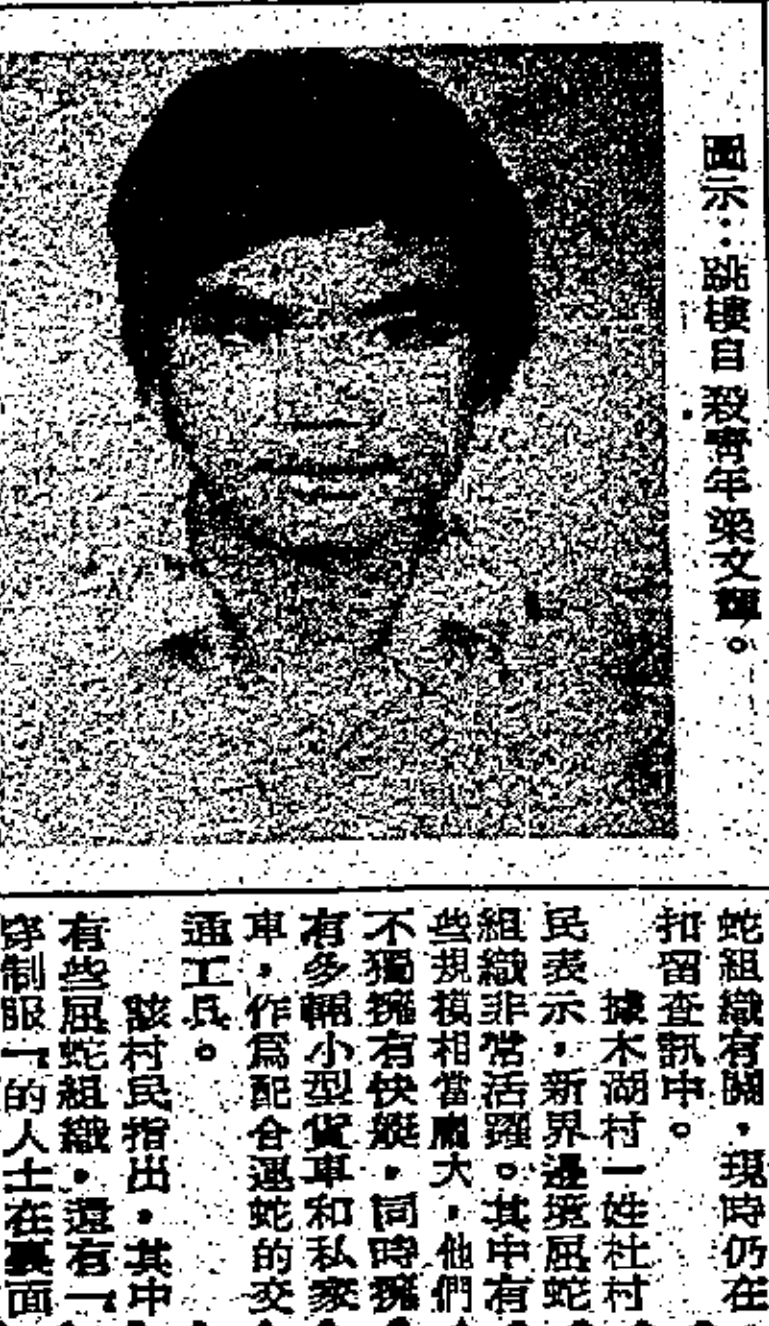 圖示：跳樓自殺靑年梁文輝。
蛇組織有關，現時仍在
扣留查訊中。
據木湖村一姓杜村
民表示，新界邊境屈蛇
組織非常活躍。其中有
些規模相當龐大，他們
不獨擁有快艇，同時擁
有多輛小型貨車和私家
車，作爲配合運蛇的交
通工具。
該村民指出，其中
有些屈蛇組織，還有「
穿制服」的人士在裏面